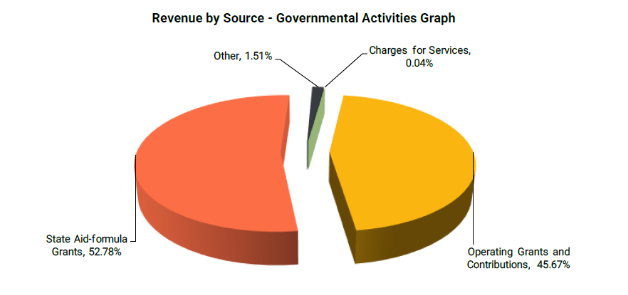 Revenue by Source - Governmental Activities Graph
Other, 1.51%
Charges for Services,
0.04%
State Aid-formula
Grants, 52.78%
Operating Grants and
Contributions, 45.67%